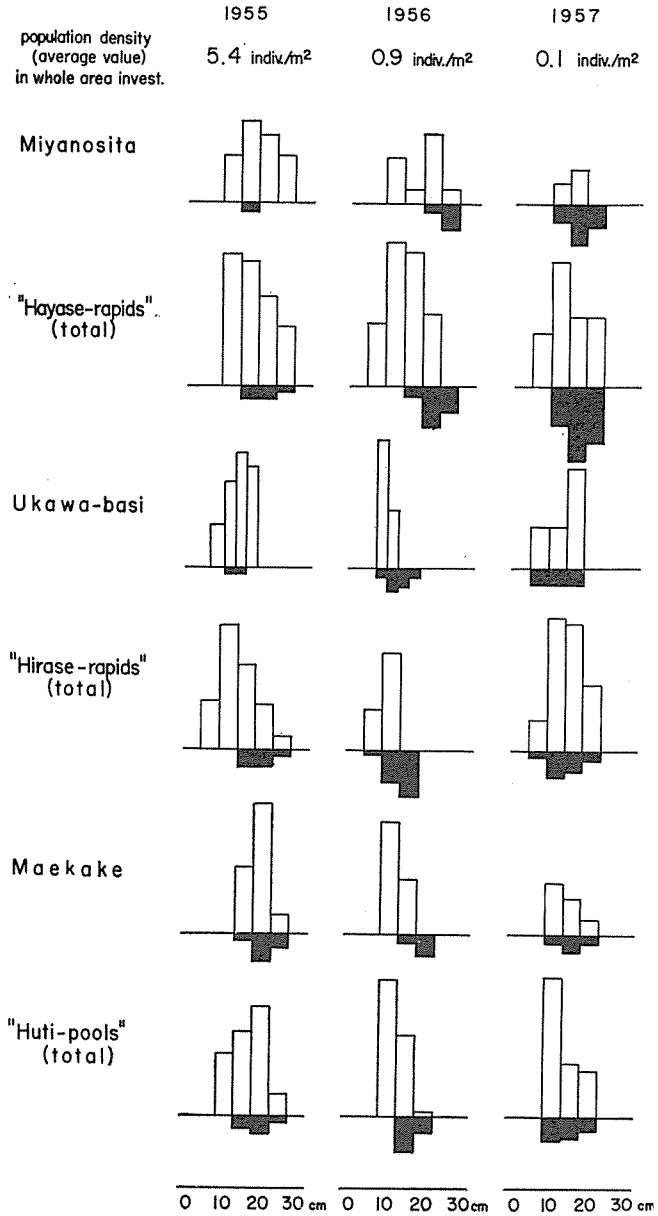 1955 1956 1957
population density
(average value)
in whole area invest.
5.4 indiv./m² 0.9 indiv./m² 0.1 indiv./m²
Miyanosita
"Hayase-rapids"
(total)
Ukawa-basi
"Hirase-rapids"
(total)
Maekake
"Huti-pools"
(total)
0 10 20 30 cm 0 10 20 30 cm 0 10 20 30 cm